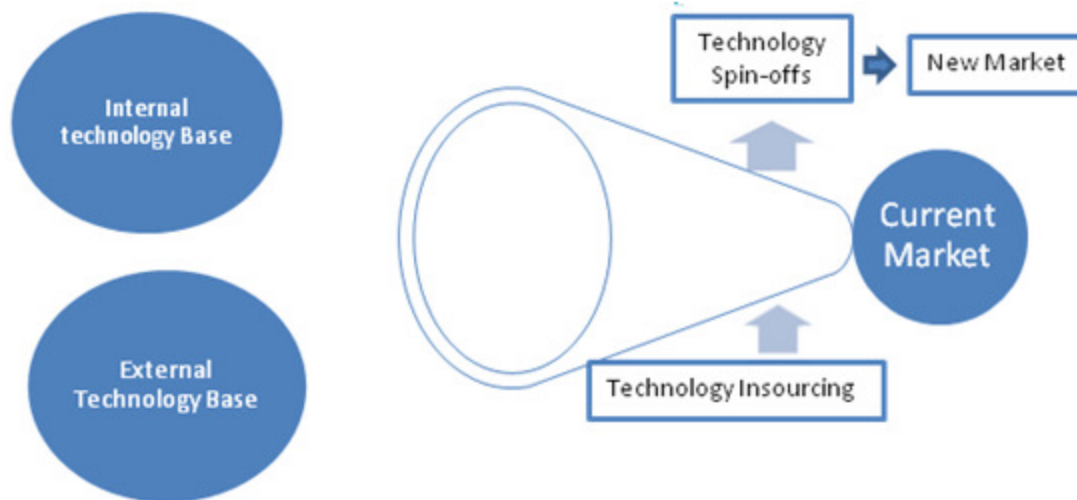 Internal
technology Base
External
Technology Base
Technology
Spin-offs
New Market
Current
Market
Technology Insourcing